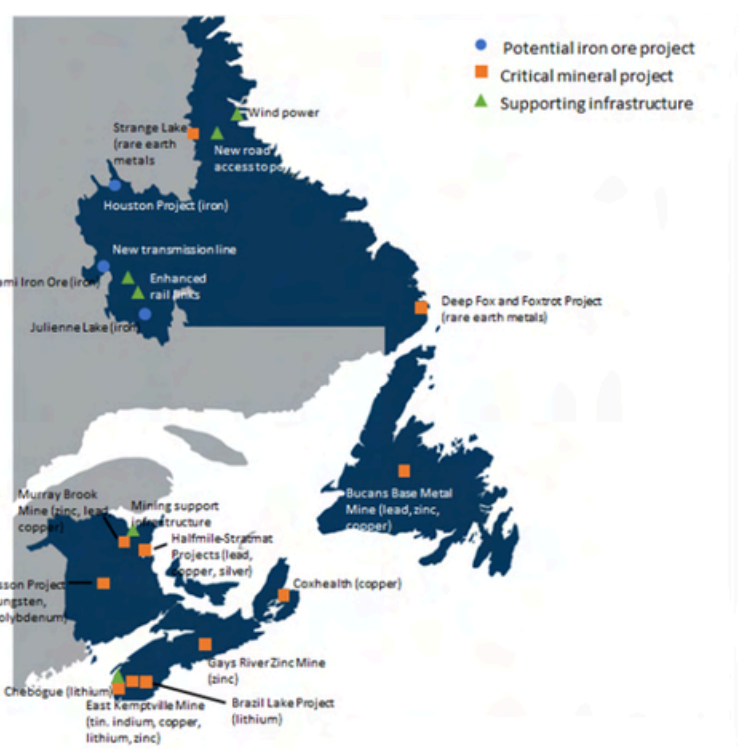 Potential iron ore project
Critical mineral project
Supporting infrastructure
Wind power
Strange Lake
(rare earth
metals
New road
access to
Houston Project (iron)
New transmission line
ami Iron Ore (iron)
Enhanced
rail links
Julienne Lake (iron)
Deep Fox and Foxtrot Project
(rare earth metals)
Bucans Base Metal
Mine (lead, zinc,
copper)
Murray Brook
Mine (zinc, lead
copper)
Mining support
infrastructure
Halfmile-Stratmat
Projects (lead,
copper, silver)
sson Project
ungsten,
olybdenum)
Coxhealth (copper)
Gays River Zinc Mine
(zinc)
Chebogue (lithium)
East Kemptville Mine
(tin. indium, copper,
lithium, zinc)
Brazil Lake Project
(lithium)